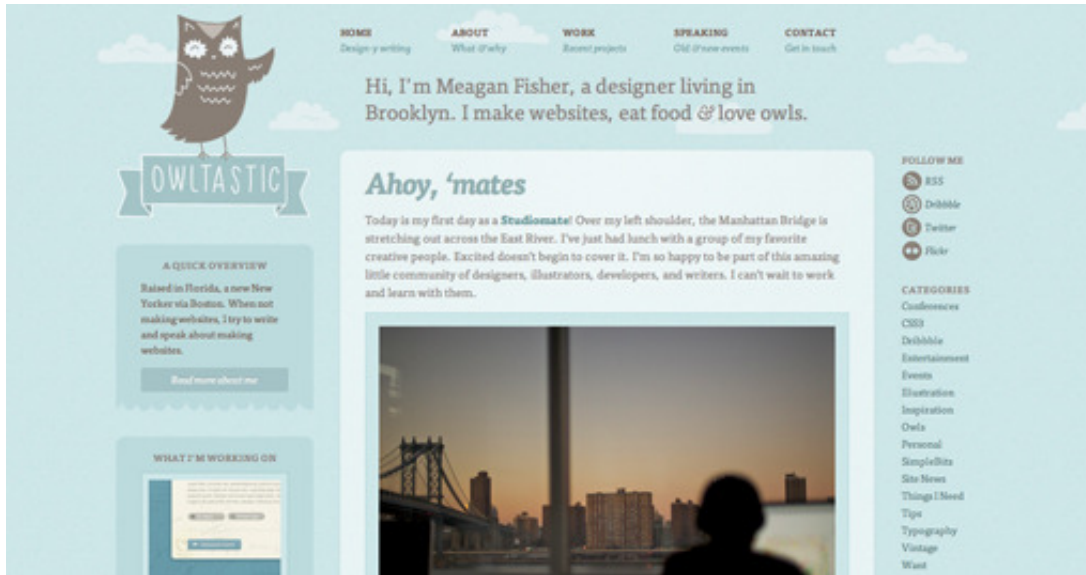 HOME
Design-y writing
ABOUT
What & why
WORK
Recent projects
SPEAKING
Old & new events
CONTACT
Get in touch
Hi, I'm Meagan Fisher, a designer living in
Brooklyn. I make websites, eat food & love owls.
OWLTASTIC
A QUICK OVERVIEW
Raised in Florida, a new New
Yorker via Boston. When not
making websites, I try to write
and speak about making
websites.
Read more about me
WHAT I'M WORKING ON
Ahoy, ‘mates
Today is my first day as a Studiomate! Over my left shoulder, the Manhattan Bridge is
stretching out across the East River. I've just had lunch with a group of my favorite
creative people. Excited doesn't begin to cover it. I'm so happy to be part of this amazing
little community of designers, illustrators, developers, and writers. I can't wait to work
and learn with them.
FOLLOW ME
RSS
Dribbble
Twitter
Flickr
CATEGORIES
Conferences
CSS3
Dribbble
Entertainment
Events
Illustration
Inspiration
Owls
Personal
SimpleBits
Site News
Things I Need
Tips
Typography
Vintage
Want